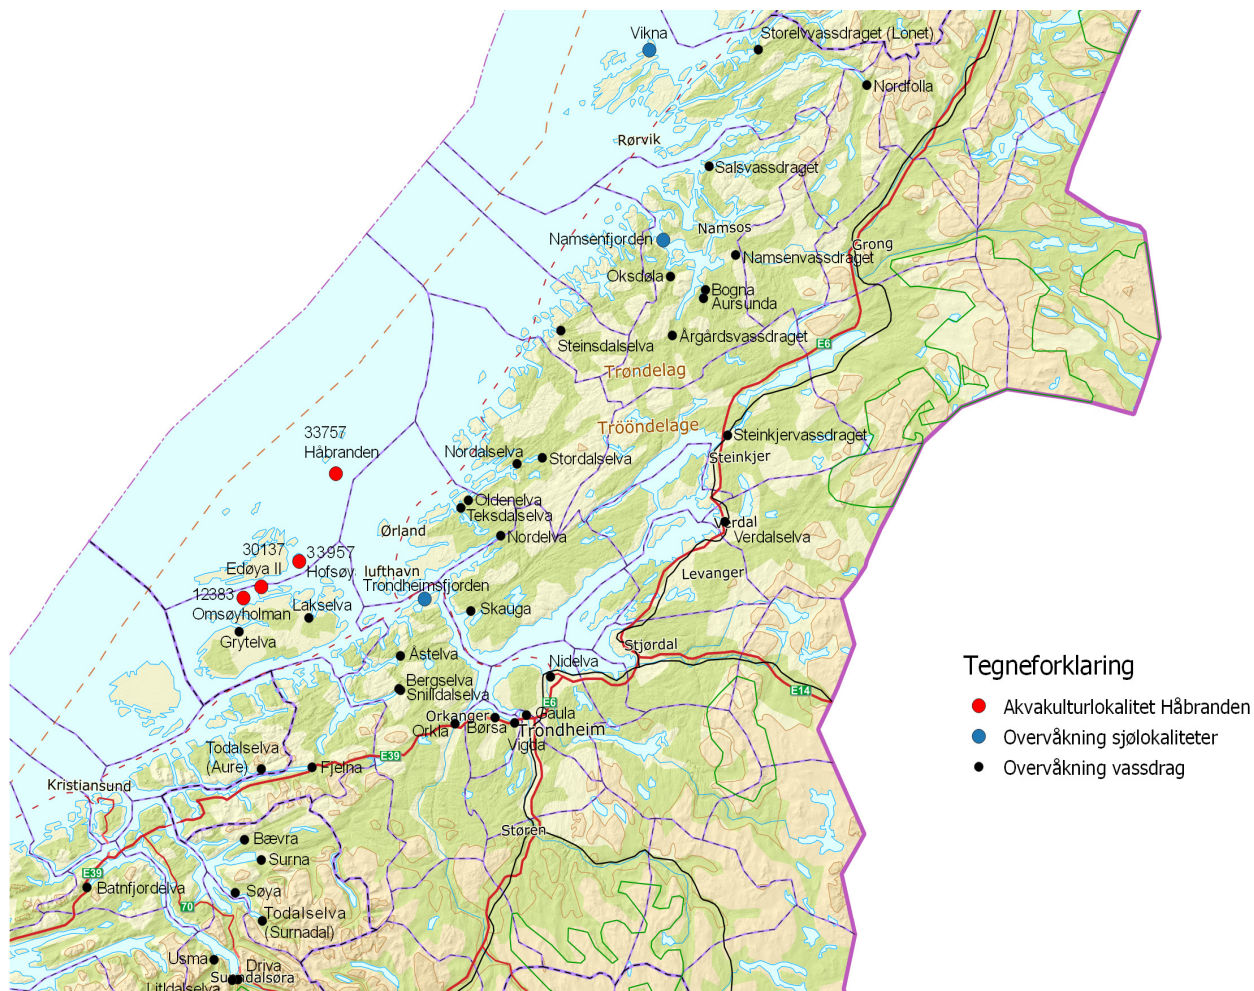 Vikna
Storelvvassdraget (Lonet)
Nordfolla
Rørvik
Salsvassdraget
Namsos
Namsenfjorden
Grong
Namsenvassdraget
Oksdøla
Bogna
Aursunda
Årgårdsvassdraget
Steinsdalselva
E6
Trøndelag
Trööndelage
33757
Håbranden
Steinkjervassdraget
Nordalselva
Stordalselva
Steinkjer
Oldenelva
Teksdalselva
Ørland
Nordelva
Verdal
Verdalselva
30137
33957
Edøya II
Hofsøy
lufthavn
Levanger
Trondheimsfjorden
12383
Omsøyholman
Lakselva
Skauga
Grytelva
Stjørdal
Åstelva
Nidelva
Bergselva
Snilldalselva
E14
E6
Orkanger
Gaula
Orkla
Børsa
Trondheim
Vigda
Todalselva
(Aure)
E39
Fjelna
Kristiansund
Støren
Bævra
Surna
E39
Batnfjordelva
Søya
70
Todalselva
(Surnadal)
Usma
Driva
Sunndalsøra
Litldalselva
Tegneforklaring
Akvakulturlokalitet Håbranden
Overvåkning sjølokaliteter
Overvåkning vassdrag